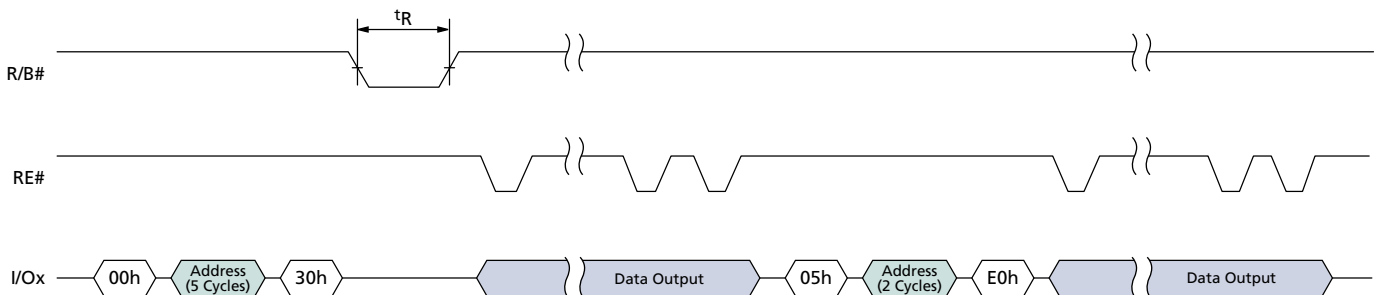 tR
R/B#
RE#
I/Ox
00h
Address
(5 Cycles)
30h
Data Output
05h
Address
(2 Cycles)
E0h
Data Output